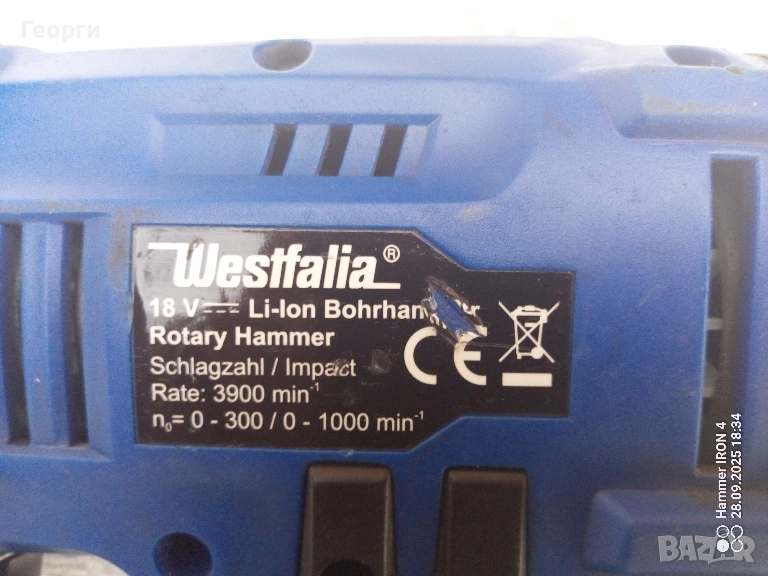 Георги
Westfalia®
18 V Li-Ion
Rotary Hammer
Schlagzahl / Impact
Rate: 3900 min⁻¹
n₀= 0 - 300 / 0 - 1000 min⁻¹
CE
Hammer IRON 4
28.09.2025 18:34
BAZAR